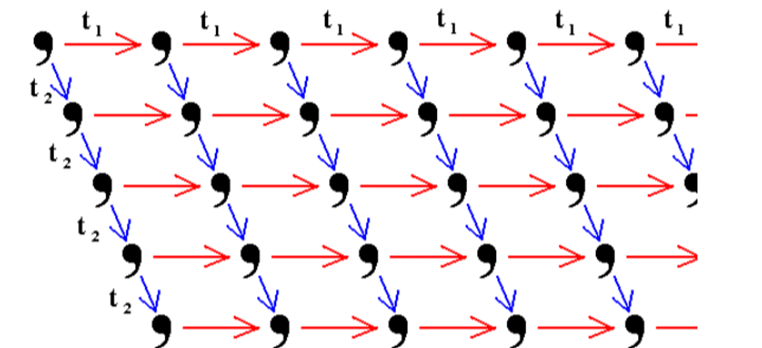 t₁ t₁ t₁ t₁ t₁ t₁
, , , , , ,
t₂
, , , , , ,
t₂
, , , , , ,
t₂
, , , , ,
t₂
, , , , ,